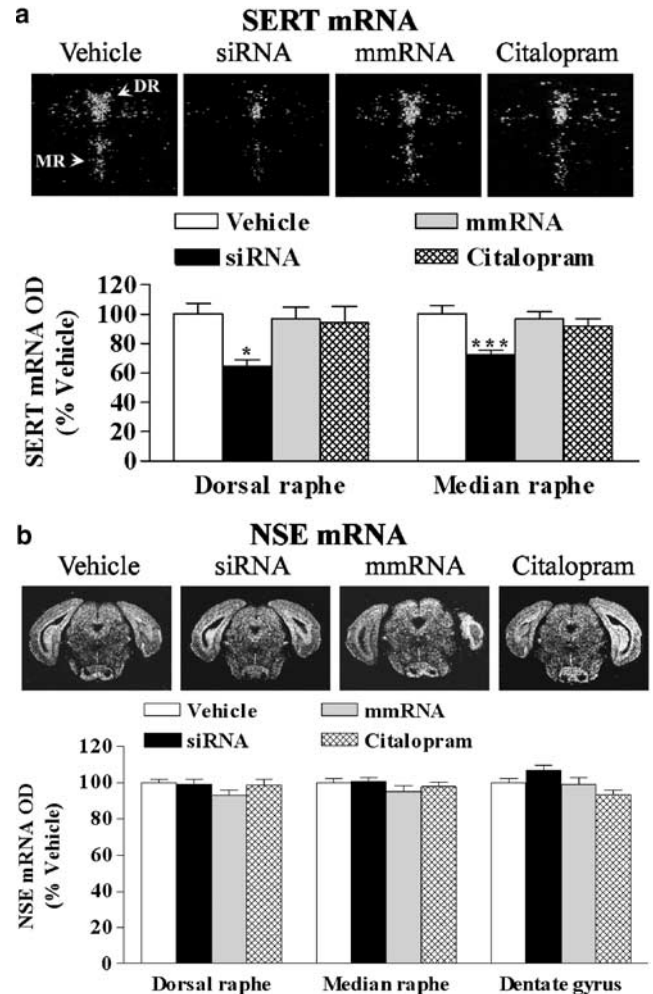 a
SERT mRNA
Vehicle siRNA mmRNA Citalopram
DR
MR
Vehicle mmRNA
siRNA Citalopram
SERT mRNA OD
(% Vehicle)
120
100
80
60
40
20
0
*
***
Dorsal raphe Median raphe
b
NSE mRNA
Vehicle siRNA mmRNA Citalopram
Vehicle mmRNA
siRNA Citalopram
NSE mRNA OD
(% Vehicle)
120
100
80
60
40
20
0
Dorsal raphe Median raphe Dentate gyrus